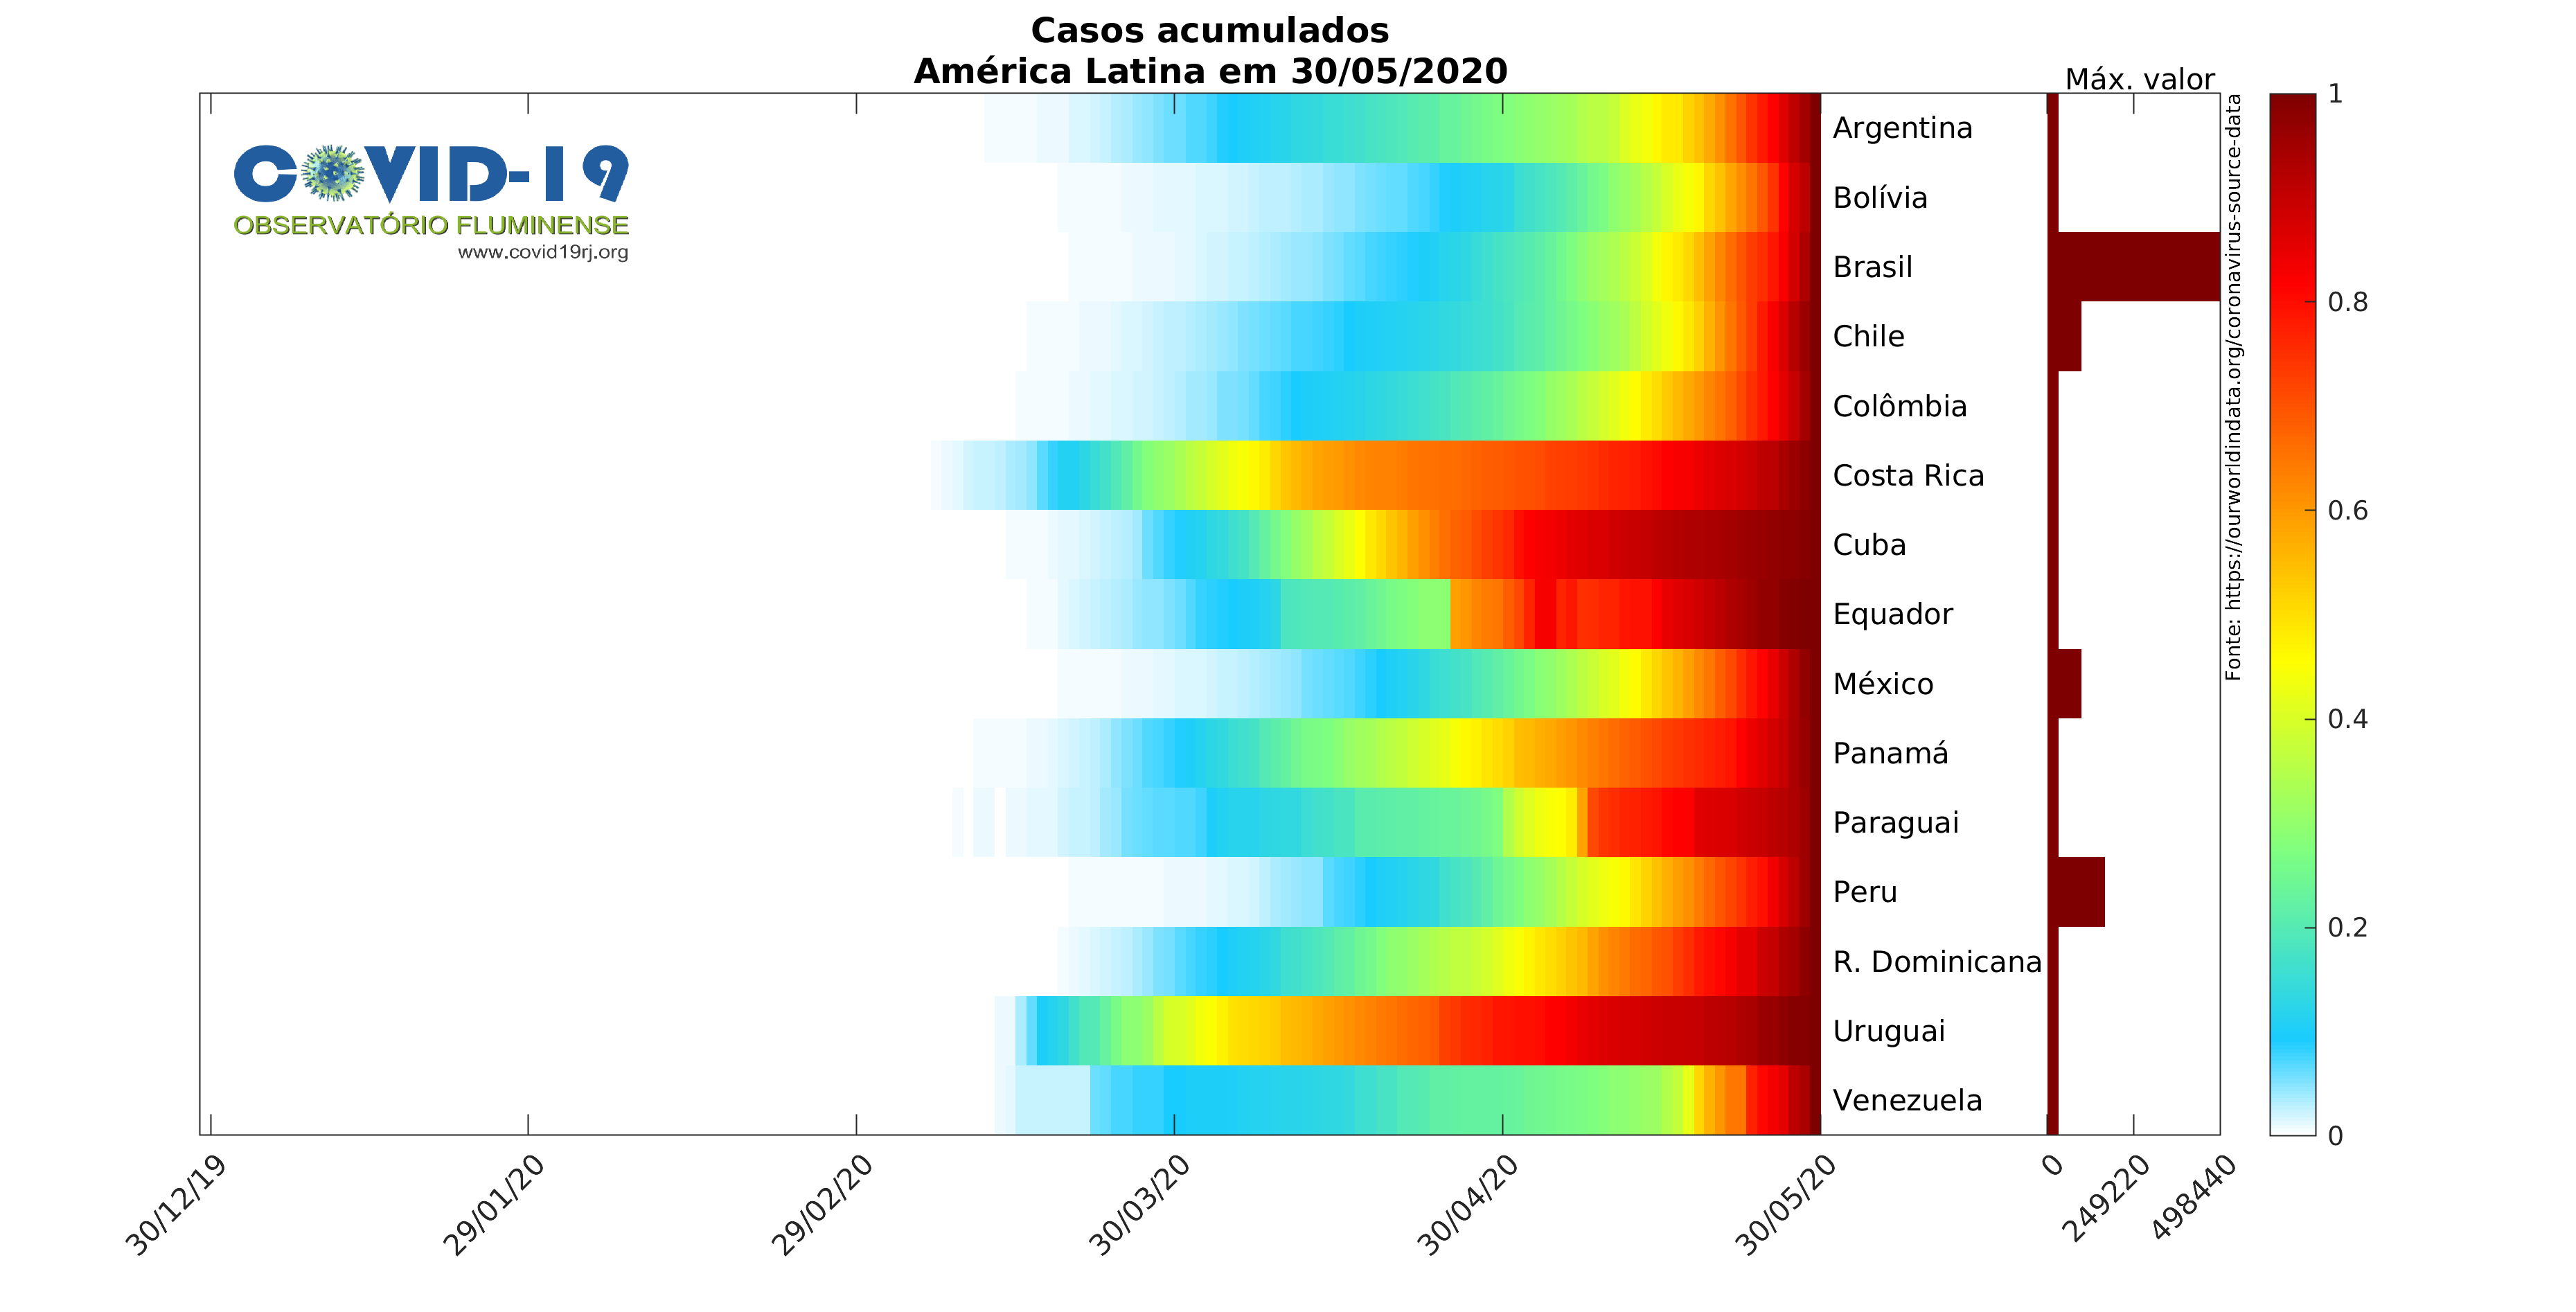 Casos acumulados
América Latina em 30/05/2020
Máx. valor
COVID-19
OBSERVATÓRIO FLUMINENSE
www.covid19rj.org
Argentina
Bolívia
Brasil
Chile
Colômbia
Costa Rica
Cuba
Equador
México
Panamá
Paraguai
Peru
R. Dominicana
Uruguai
Venezuela
Fonte: https://ourworldindata.org/coronavirus-source-data
1
0.8
0.6
0.4
0.2
0
30/12/19
29/01/20
29/02/20
30/03/20
30/04/20
30/05/20
0
249220
498440